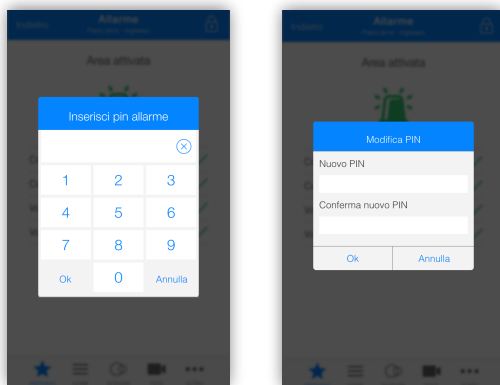 Indietro
Allarme
Area attivata
Inserisci pin allarme
1 2 3
4 5 6
7 8 9
Ok 0 Annulla
Allarme
Area attivata
Modifica PIN
Nuovo PIN
Conferma nuovo PIN
Ok Annulla